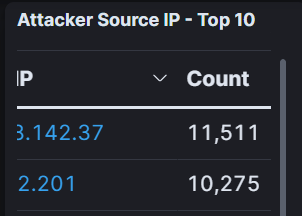 Attacker Source IP - Top 10
IP Count
3.142.37 11,511
2.201 10,275